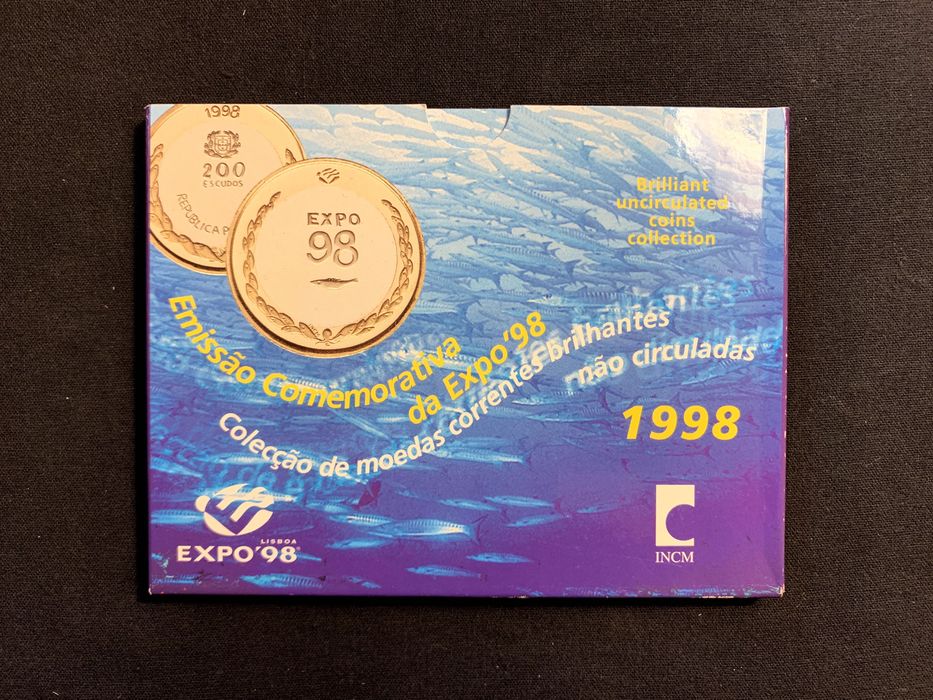 1998
200
ESCUDOS
REPUBLICA P
EXPO
98
Brilliant
uncirculated
coins
collection
Emissão Comemorativa
da Expo'98
Colecção de moedas correntes brilhantes
não circuladas
1998
LISBOA
EXPO'98
INCM